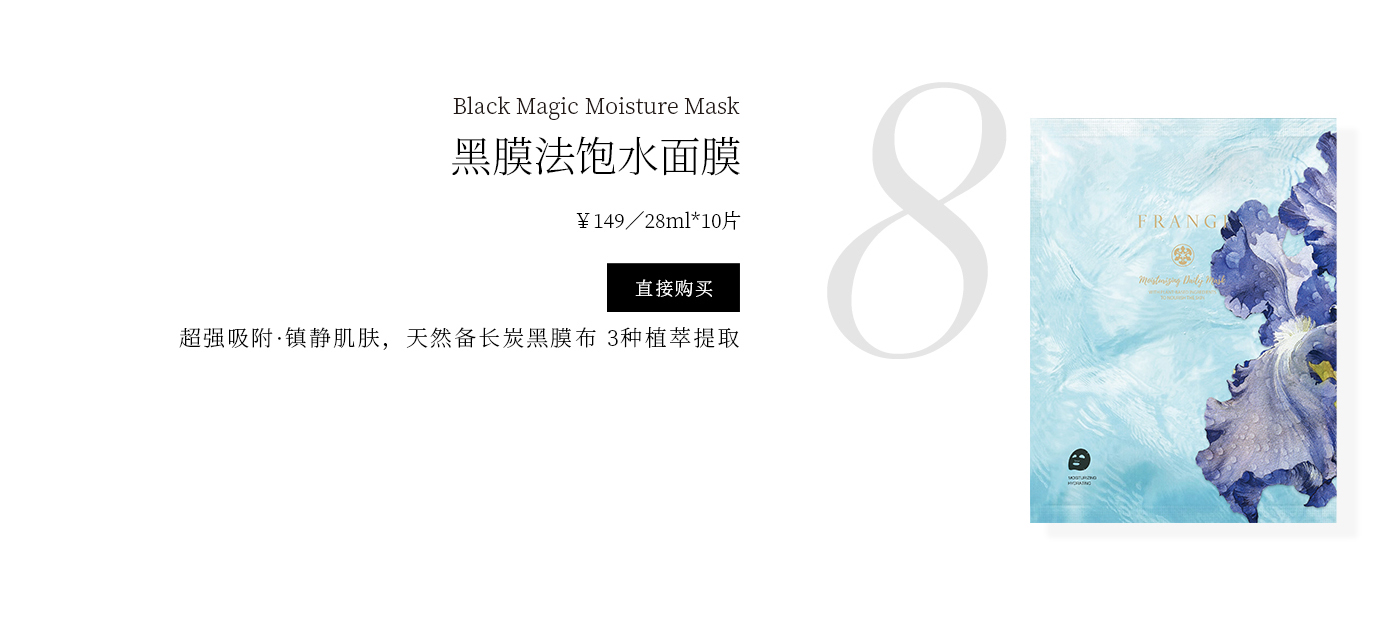 Black Magic Moisture Mask
黑膜法饱水面膜
￥149／28ml*10片
直接购买
超强吸附·镇静肌肤，天然备长炭黑膜布 3种植萃提取
8
FRANGI
Moisturizing Daily Mask
MOISTURIZING
HYDRATING